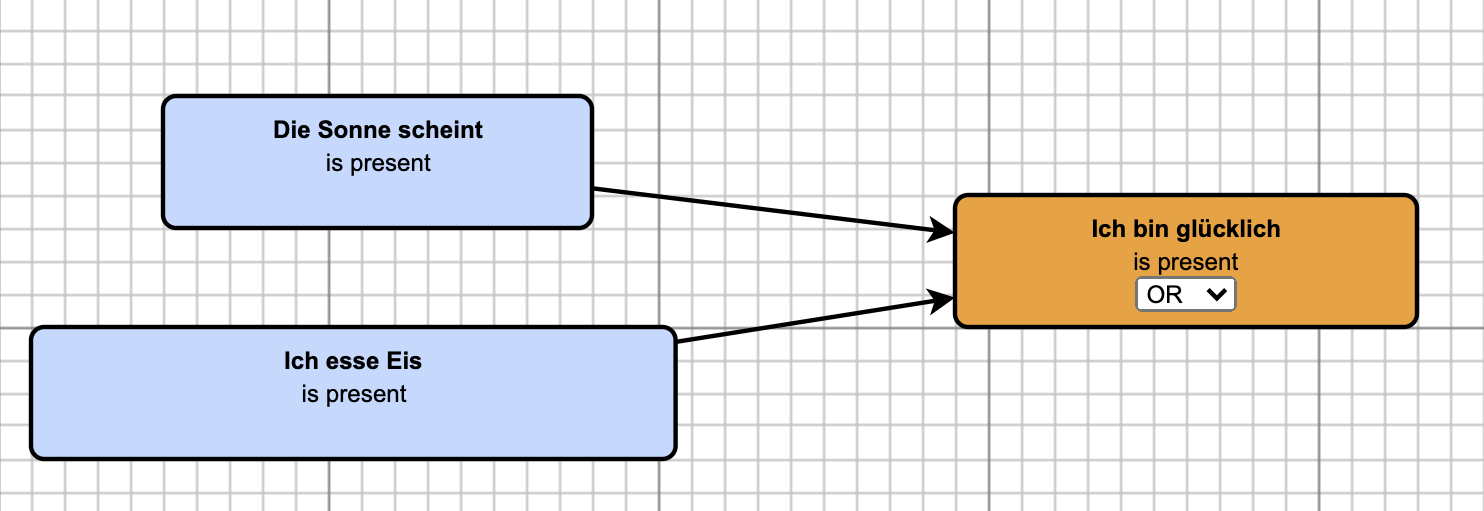 Die Sonne scheint
is present
Ich bin glücklich
is present
OR
Ich esse Eis
is present